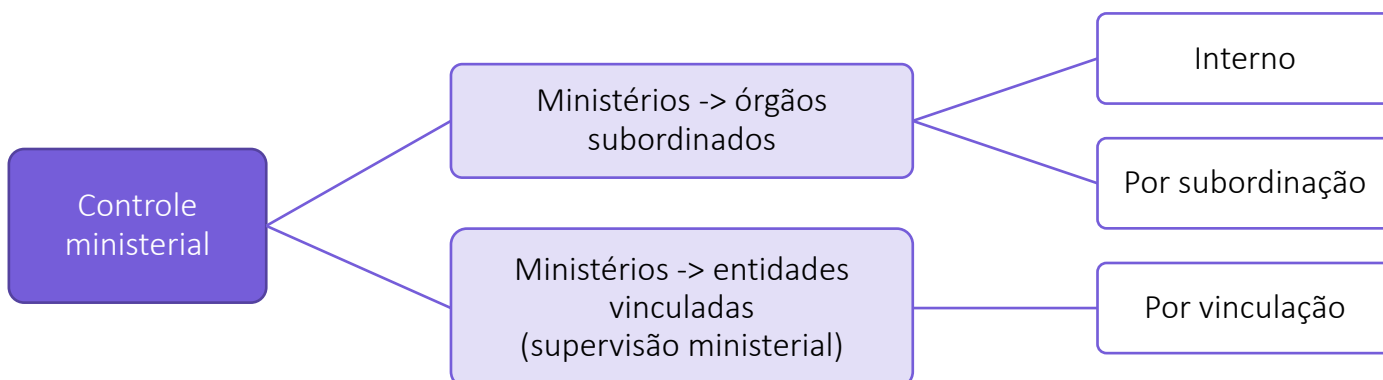 Controle
ministerial
Ministérios -> órgãos
subordinados
Interno
Por subordinação
Ministérios -> entidades
vinculadas
(supervisão ministerial)
Por vinculação